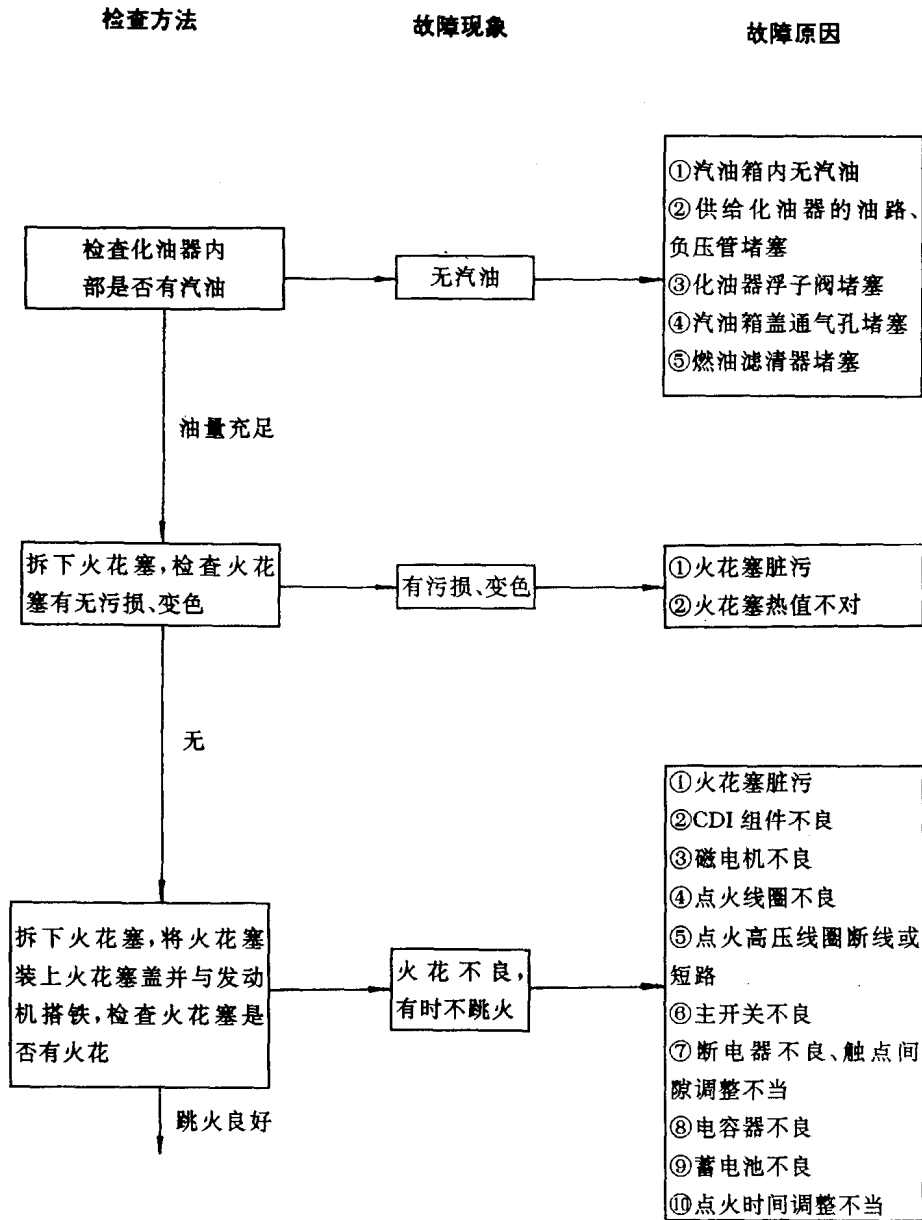 检查方法
故障现象
故障原因
检查化油器内
部是否有汽油
无汽油
①汽油箱内无汽油
②供给化油器的油路、
负压管堵塞
③化油器浮子阀堵塞
④汽油箱盖通气孔堵塞
⑤燃油滤清器堵塞
油量充足
拆下火花塞,检查火花
塞有无污损、变色
有污损、变色
①火花塞脏污
②火花塞热值不对
无
拆下火花塞,将火花塞
装上火花塞盖并与发动
机搭铁,检查火花塞是
否有火花
火花不良,
有时不跳火
①火花塞脏污
②CDI 组件不良
③磁电机不良
④点火线圈不良
⑤点火高压线圈断线或
短路
⑥主开关不良
⑦断电器不良、触点间
隙调整不当
⑧电容器不良
⑨蓄电池不良
⑩点火时间调整不当
跳火良好